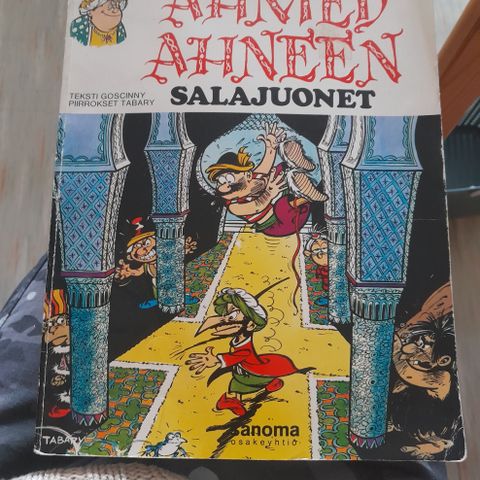 AHMED
AHNEEN
SALAJUONET
TEKSTI GOSCINNY
PIIRROKSET TABARY
TABARY
sanoma
osakeyhtiö